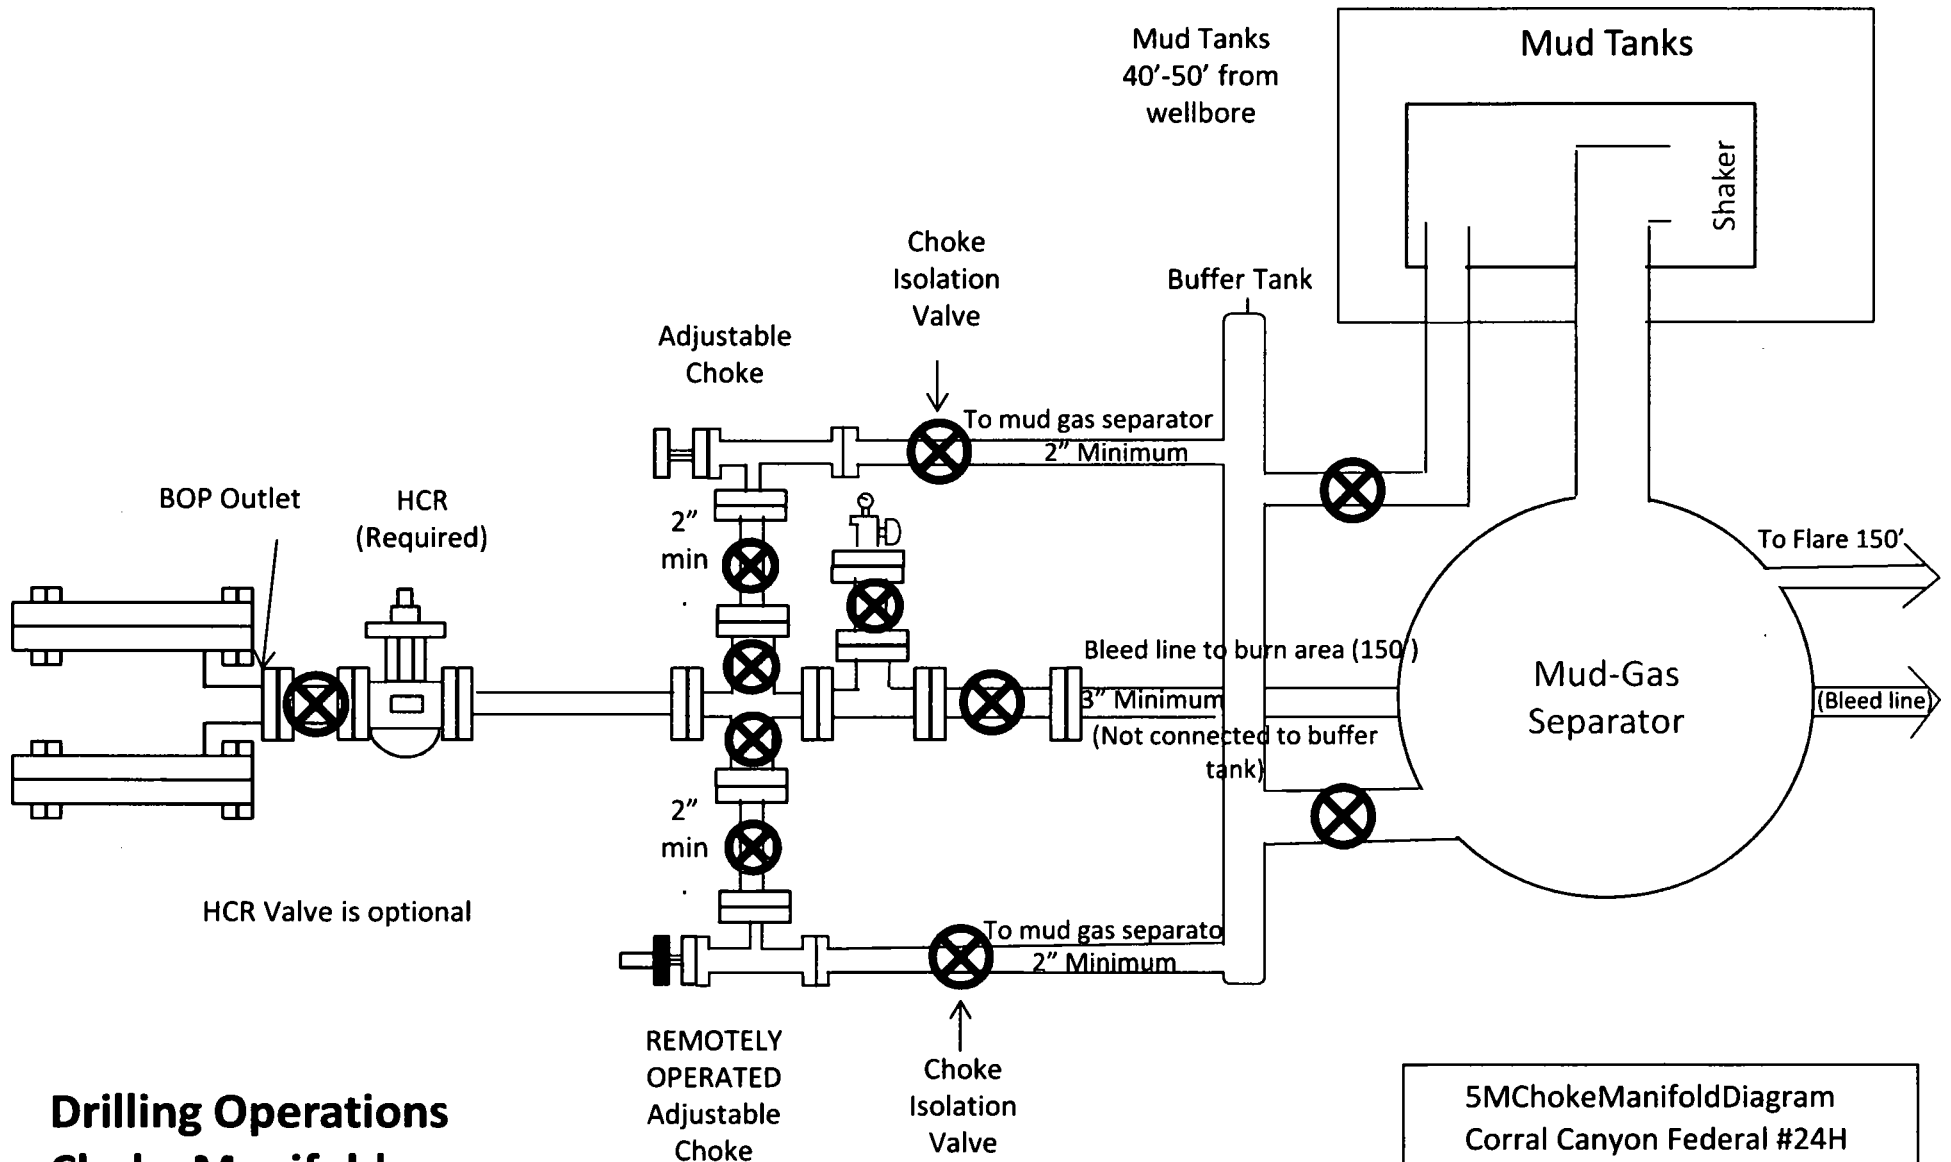 Mud Tanks
40’-50’ from
wellbore
Mud Tanks
Shaker
Choke
Isolation
Valve
Buffer Tank
Adjustable
Choke
To mud gas separator
2” Minimum
BOP Outlet
HCR
(Required)
2”
min
To Flare 150’
Bleed line to burn area (150’)
3” Minimum
(Not connected to buffer
tank)
Mud-Gas
Separator
(Bleed line)
2”
min
HCR Valve is optional
To mud gas separato
2” Minimum
REMOTELY
OPERATED
Adjustable
Choke
Choke
Isolation
Valve
Drilling Operations
5MChokeManifoldDiagram
Corral Canyon Federal #24H